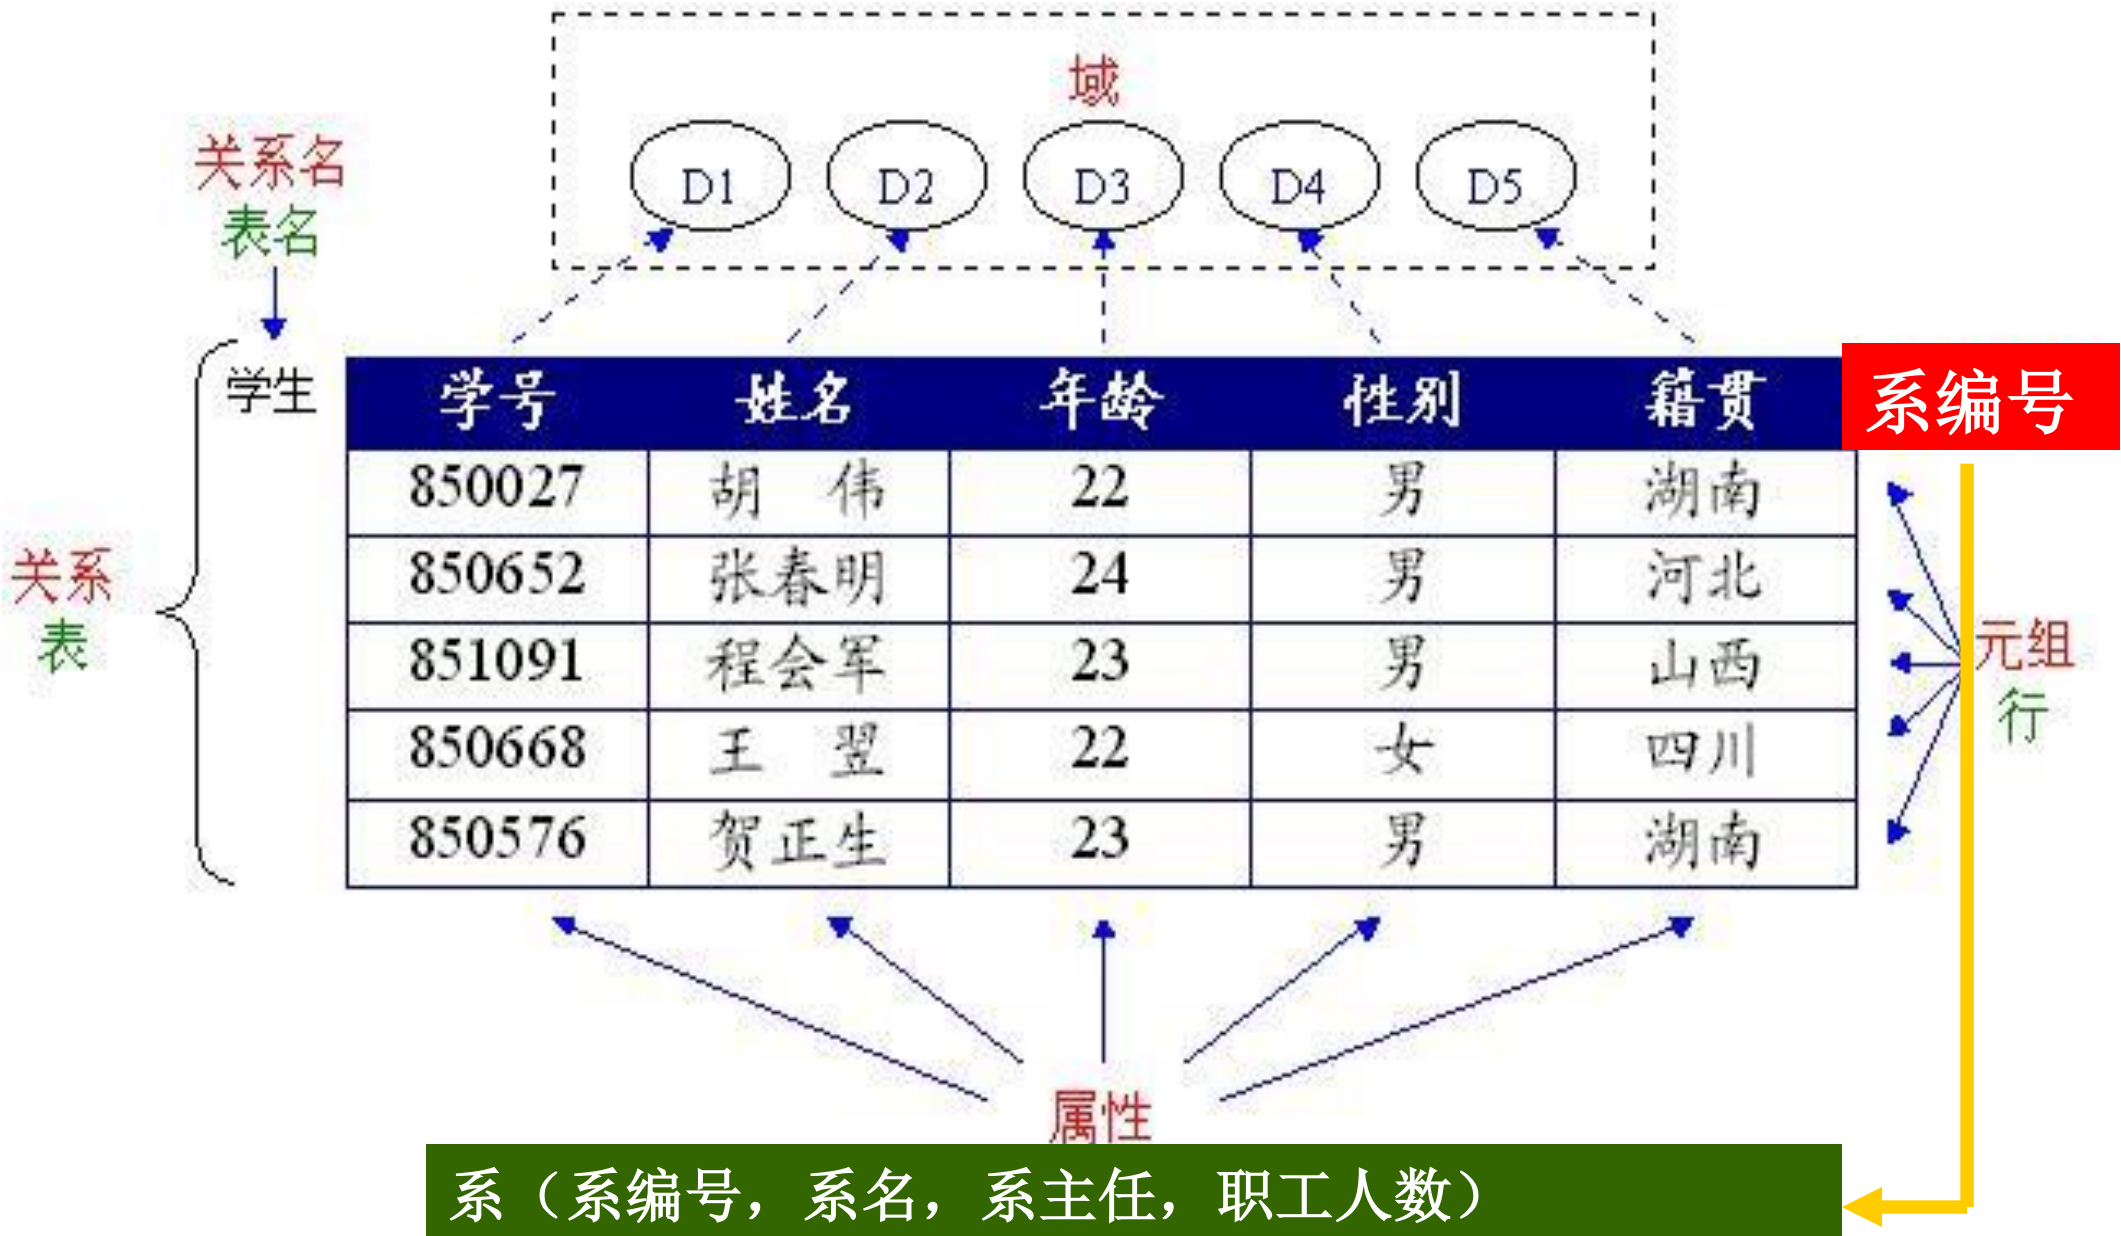 域
D1 D2 D3 D4 D5
关系名
表名
学生
学号 姓名 年龄 性别 籍贯 系编号
850027 胡 伟 22 男 湖南
850652 张春明 24 男 河北
851091 程会军 23 男 山西
850668 王 翌 22 女 四川
850576 贺正生 23 男 湖南
关系
表
元组
行
属性
系（系编号，系名，系主任，职工人数）